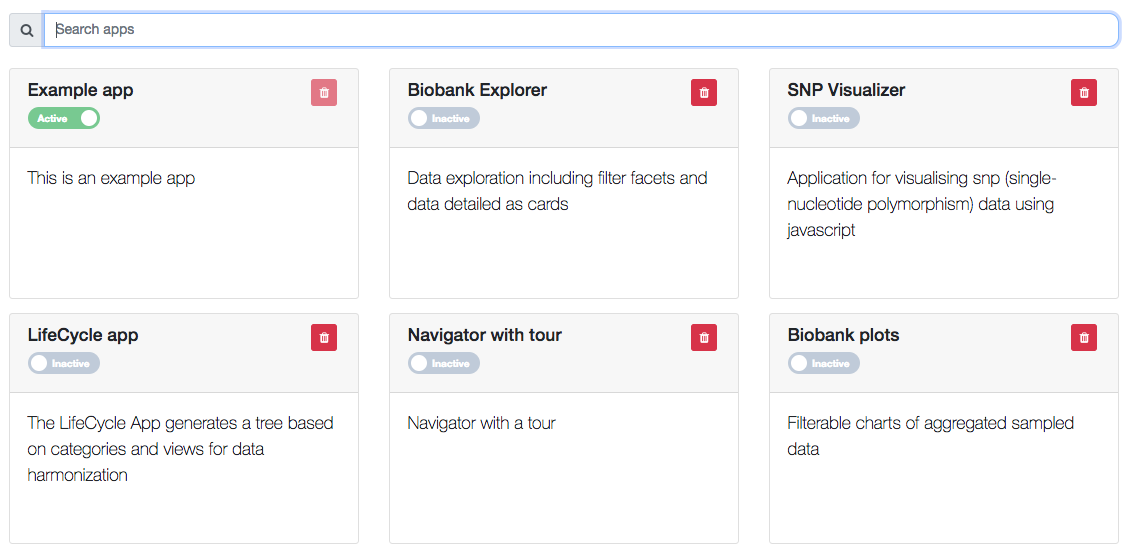 Search apps
Example app
Active
This is an example app
Biobank Explorer
Inactive
Data exploration including filter facets and
data detailed as cards
SNP Visualizer
Inactive
Application for visualising snp (single-
nucleotide polymorphism) data using
javascript
LifeCycle app
Inactive
The LifeCycle App generates a tree based
on categories and views for data
harmonization
Navigator with tour
Inactive
Navigator with a tour
Biobank plots
Inactive
Filterable charts of aggregated sampled
data